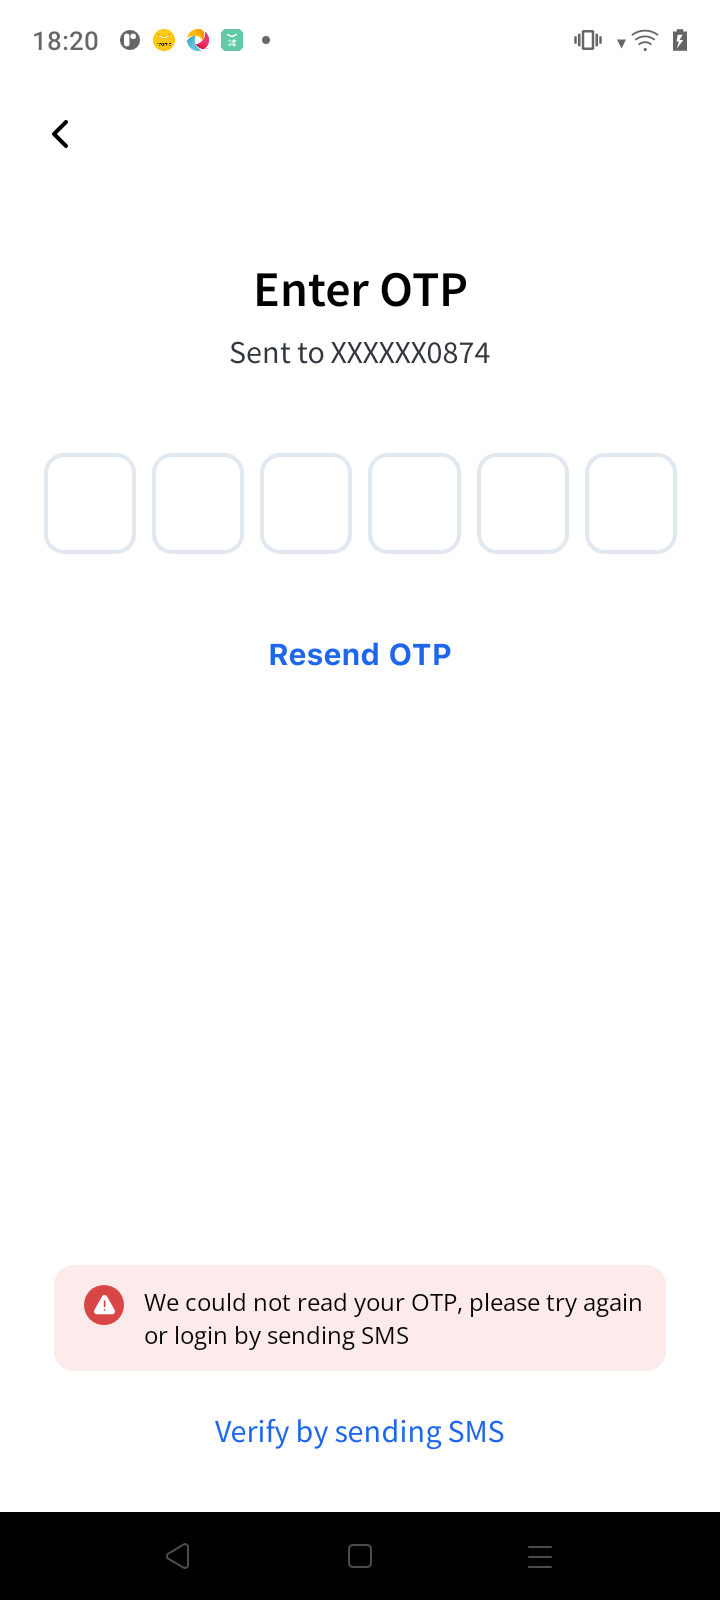 18:20
Enter OTP
Sent to XXXXXX0874
Resend OTP
We could not read your OTP, please try again
or login by sending SMS
Verify by sending SMS